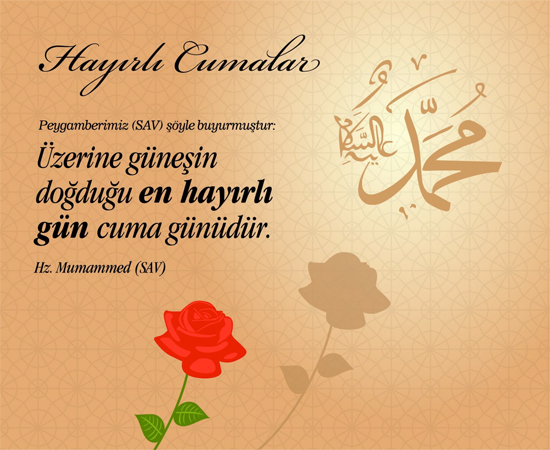 Hayırlı Cumalar
Peygamberimiz (SAV) şöyle buyurmuştur:
Üzerine güneşin
doğduğu en hayırlı
gün cuma günüdür.
Hz. Mumammed (SAV)
محمد عليه السلام